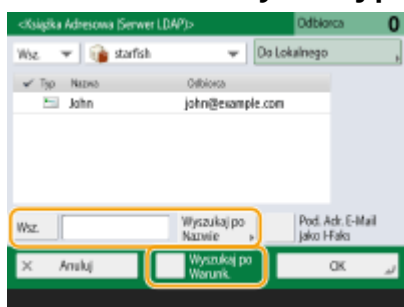 <Książka Adresowa (Serwer LDAP)>
Odbiorca 0
Wsz. starfish Do Lokalnego
Typ Nazwa Odbiorca
John john@example.com
Wsz. Wyszukaj po Nazwie
Pod. Adr. E-Mail jako I-Faks
Anuluj Wyszukaj po Warunk. OK